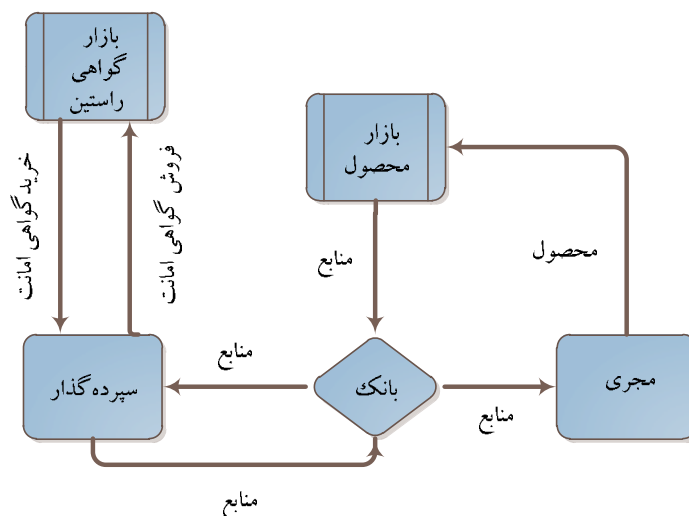 بازار
گواهی
راستین
بازار
محصول
خرید گواهی امانت
فروش گواهی امانت
منابع
محصول
منابع
سپرده‌گذار
بانک
مجری
منابع
منابع